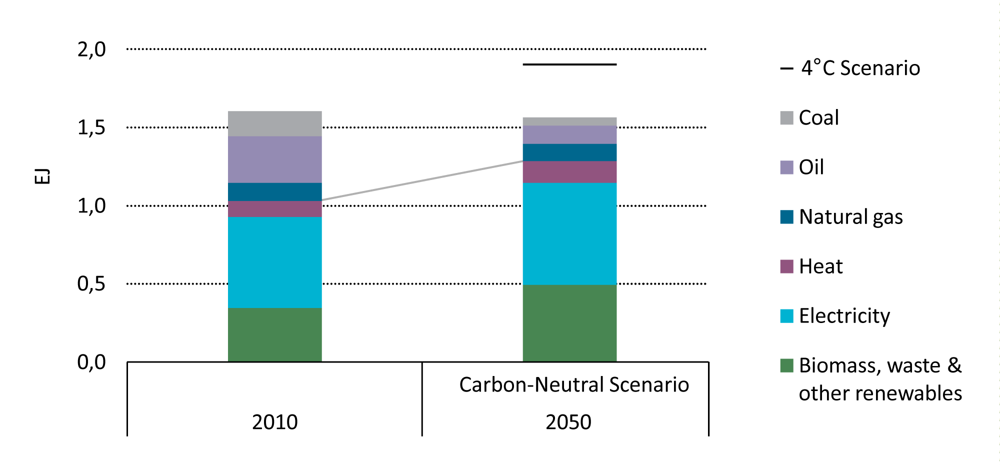 2,0
1,5
1,0
0,5
0,0
EJ
Carbon-Neutral Scenario
2010
2050
4°C Scenario
Coal
Oil
Natural gas
Heat
Electricity
Biomass, waste &
other renewables